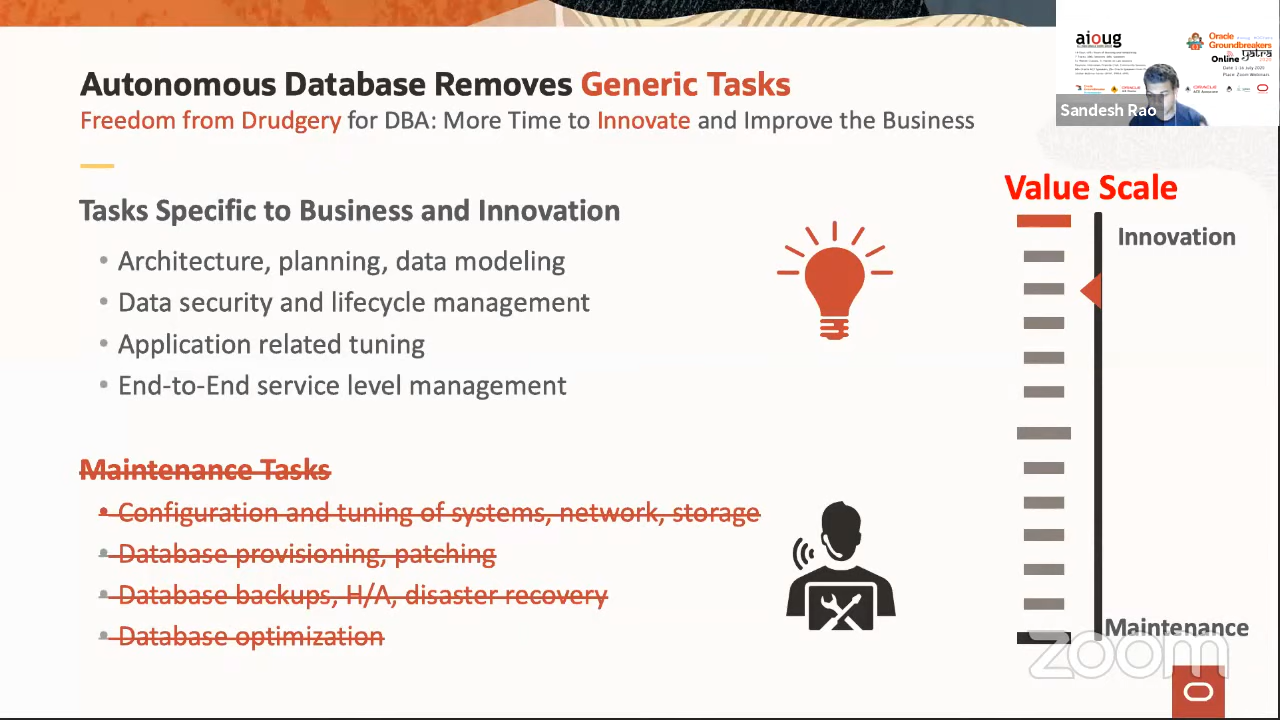 Autonomous Database Removes Generic Tasks
Freedom from Drudgery for DBA: More Time to Innovate and Improve the Business
Tasks Specific to Business and Innovation
• Architecture, planning, data modeling
• Data security and lifecycle management
• Application related tuning
• End-to-End service level management
Maintenance Tasks
• Configuration and tuning of systems, network, storage
• Database provisioning, patching
• Database backups, H/A, disaster recovery
• Database optimization
Value Scale
Innovation
Maintenance
zoom
aioug
Oracle
Groundbreakers
Online yatra
Sandesh Rao